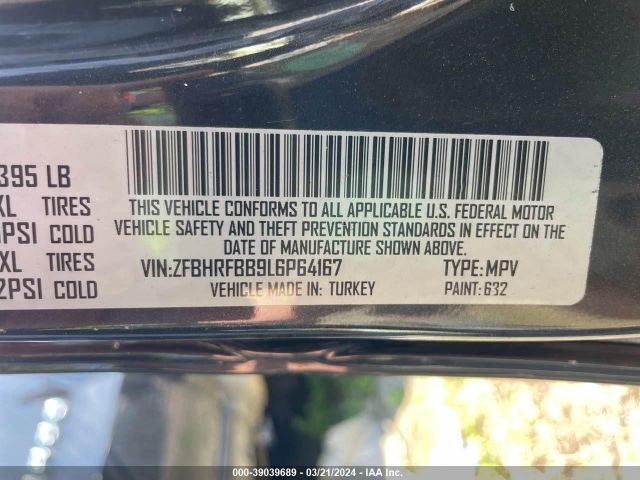 395 LB
XL TIRES
PSI COLD
XL TIRES
2PSI COLD
THIS VEHICLE CONFORMS TO ALL APPLICABLE U.S. FEDERAL MOTOR
VEHICLE SAFETY AND THEFT PREVENTION STANDARDS IN EFFECT ON THE
DATE OF MANUFACTURE SHOWN ABOVE.
VIN:ZFBHRFBB9L6P64167 TYPE:MPV
VEHICLE MADE IN: TURKEY PAINT:632
000-39039689 - 03/21/2024 - IAA Inc.